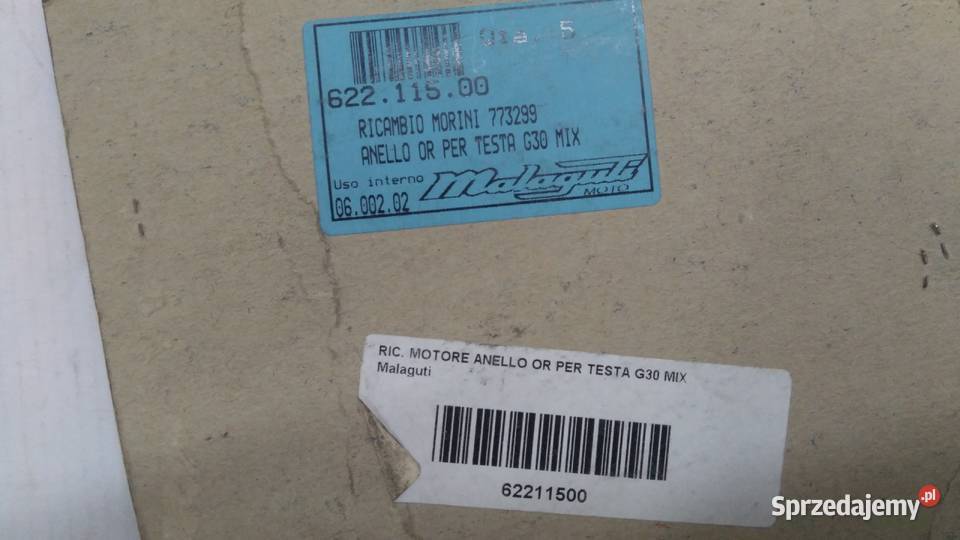 Qta. 5
622.115.00
RICAMBIO MORINI 773299
ANELLO OR PER TESTA G30 MIX
Uso interno
06.002.02
Malaguti
MOTO
RIC. MOTORE ANELLO OR PER TESTA G30 MIX
Malaguti
62211500
Sprzedajemy.pl